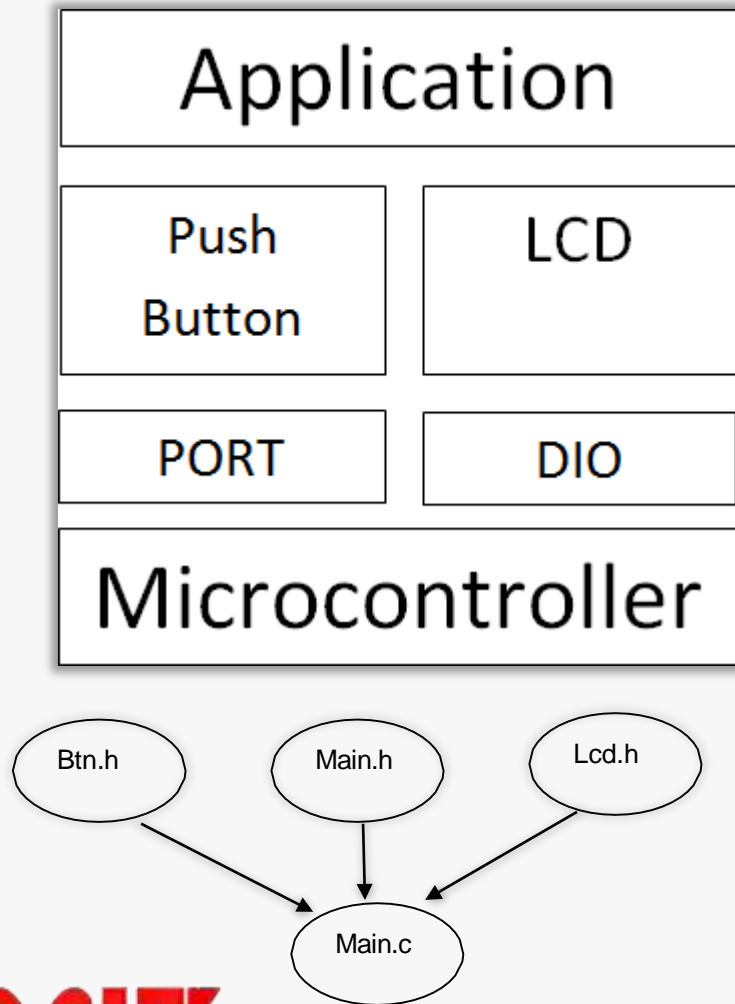 Application
Push
Button
LCD
PORT
DIO
Microcontroller
Btn.h
Main.h
Lcd.h
Main.c